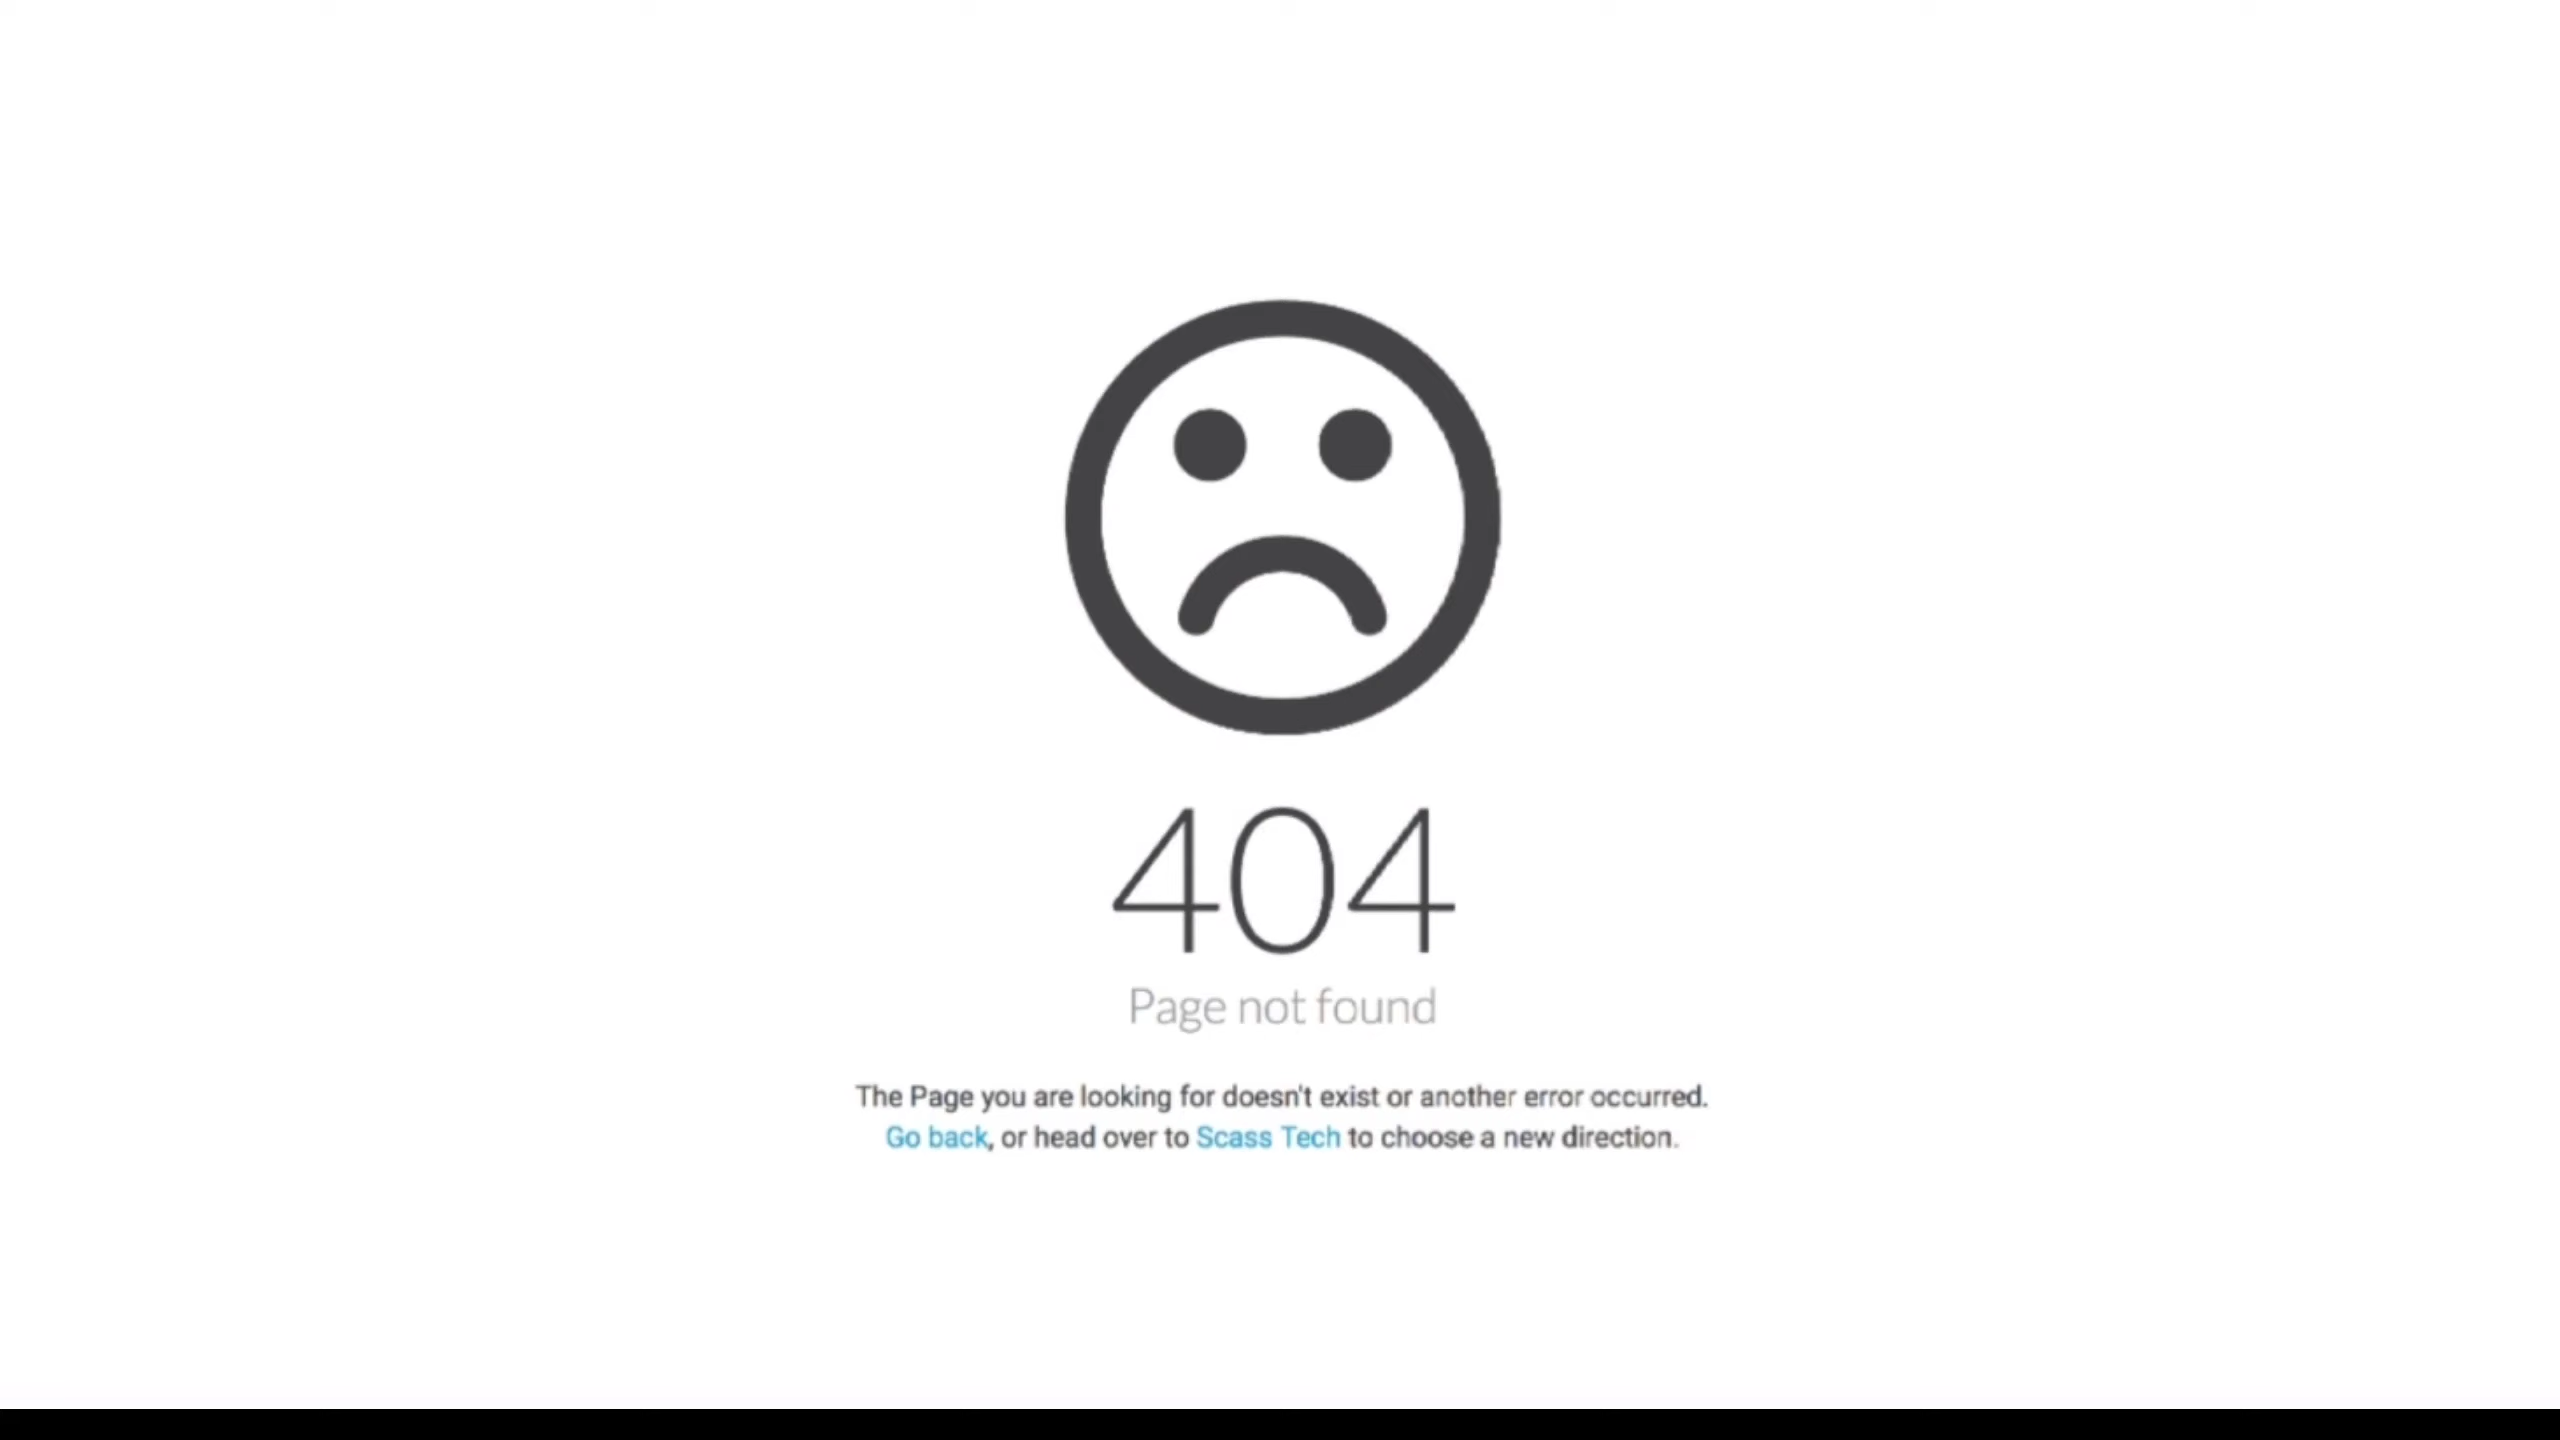 404
Page not found
The Page you are looking for doesn't exist or another error occurred.
Go back, or head over to Scass Tech to choose a new direction.